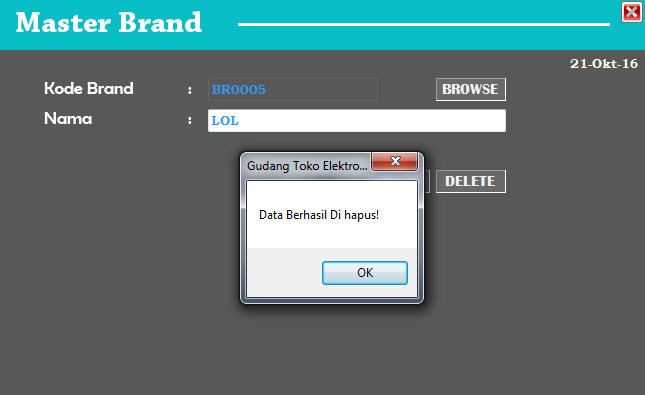 Master Brand
21-Okt-16
Kode Brand : BR0005 BROWSE
Nama : LOL
Gudang Toko Elektro...
DELETE
Data Berhasil Di hapus!
OK